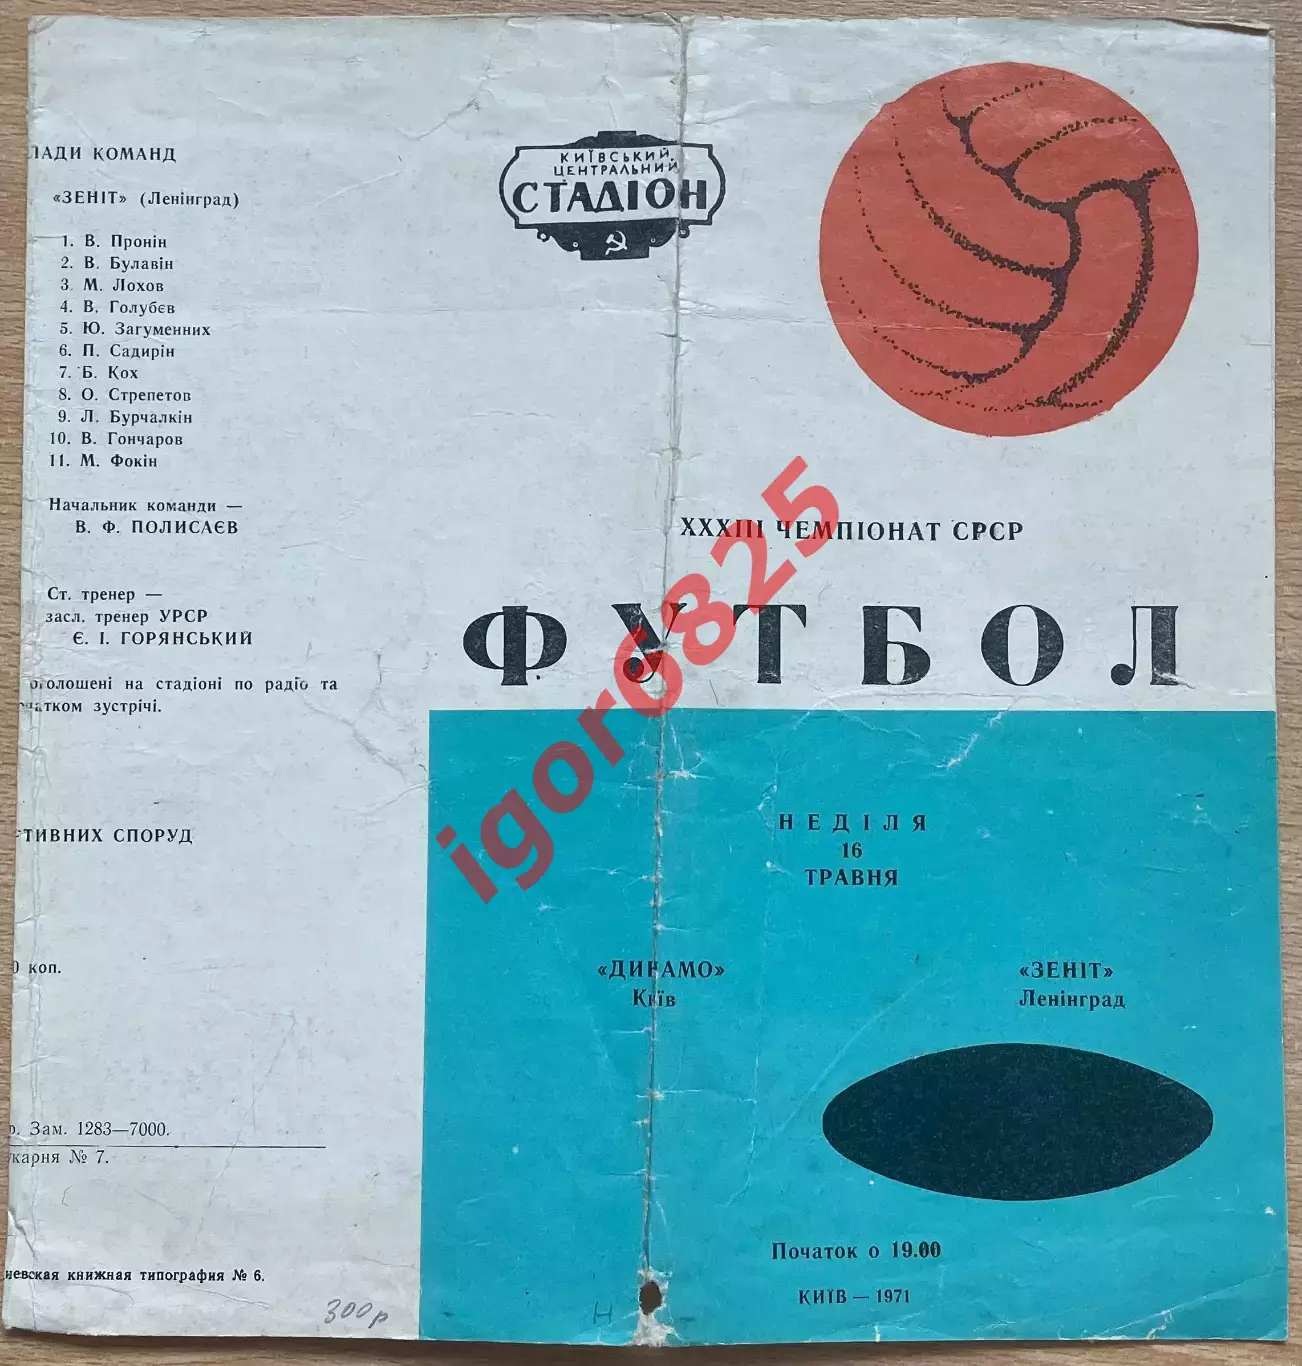 КИЇВСЬКИЙ
ЦЕНТРАЛЬНИЙ
СТАДІОН
ЛАДИ КОМАНД
«ЗЕНІТ» (Ленінград)
1. В. Пронін
2. В. Булавін
3. М. Лохов
4. В. Голубєв
5. Ю. Загуменних
6. П. Садирін
7. Б. Кох
8. О. Стрепетов
9. Л. Бурчалкін
10. В. Гончаров
11. М. Фокін
Начальник команди —
В. Ф. ПОЛИСАЄВ
Ст. тренер —
засл. тренер УРСР
Є. І. ГОРЯНСЬКИЙ
оголошені на стадіоні по радіо та
чатком зустрічі.
ТИВНИХ СПОРУД
0 коп.
Зам. 1283—7000.
карня № 7.
иевская книжная типография № 6.
300р
XXXIII ЧЕМПІОНАТ СРСР
ФУТБОЛ
НЕДІЛЯ
16
ТРАВНЯ
«ДИНАМО»
Київ
«ЗЕНІТ»
Ленінград
Початок о 19.00
КИЇВ — 1971
Н
igor6825